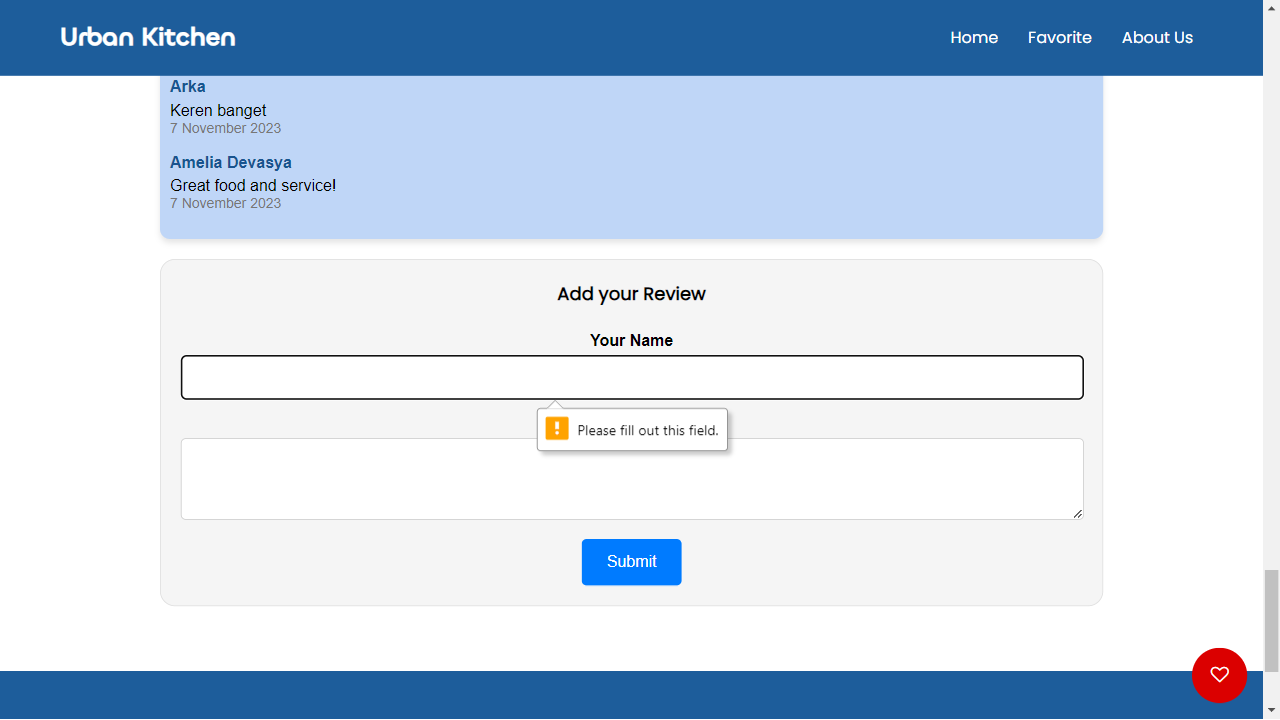 Urban Kitchen
Home Favorite About Us
Arka
Keren banget
7 November 2023
Amelia Devasya
Great food and service!
7 November 2023
Add your Review
Your Name
Please fill out this field.
Submit